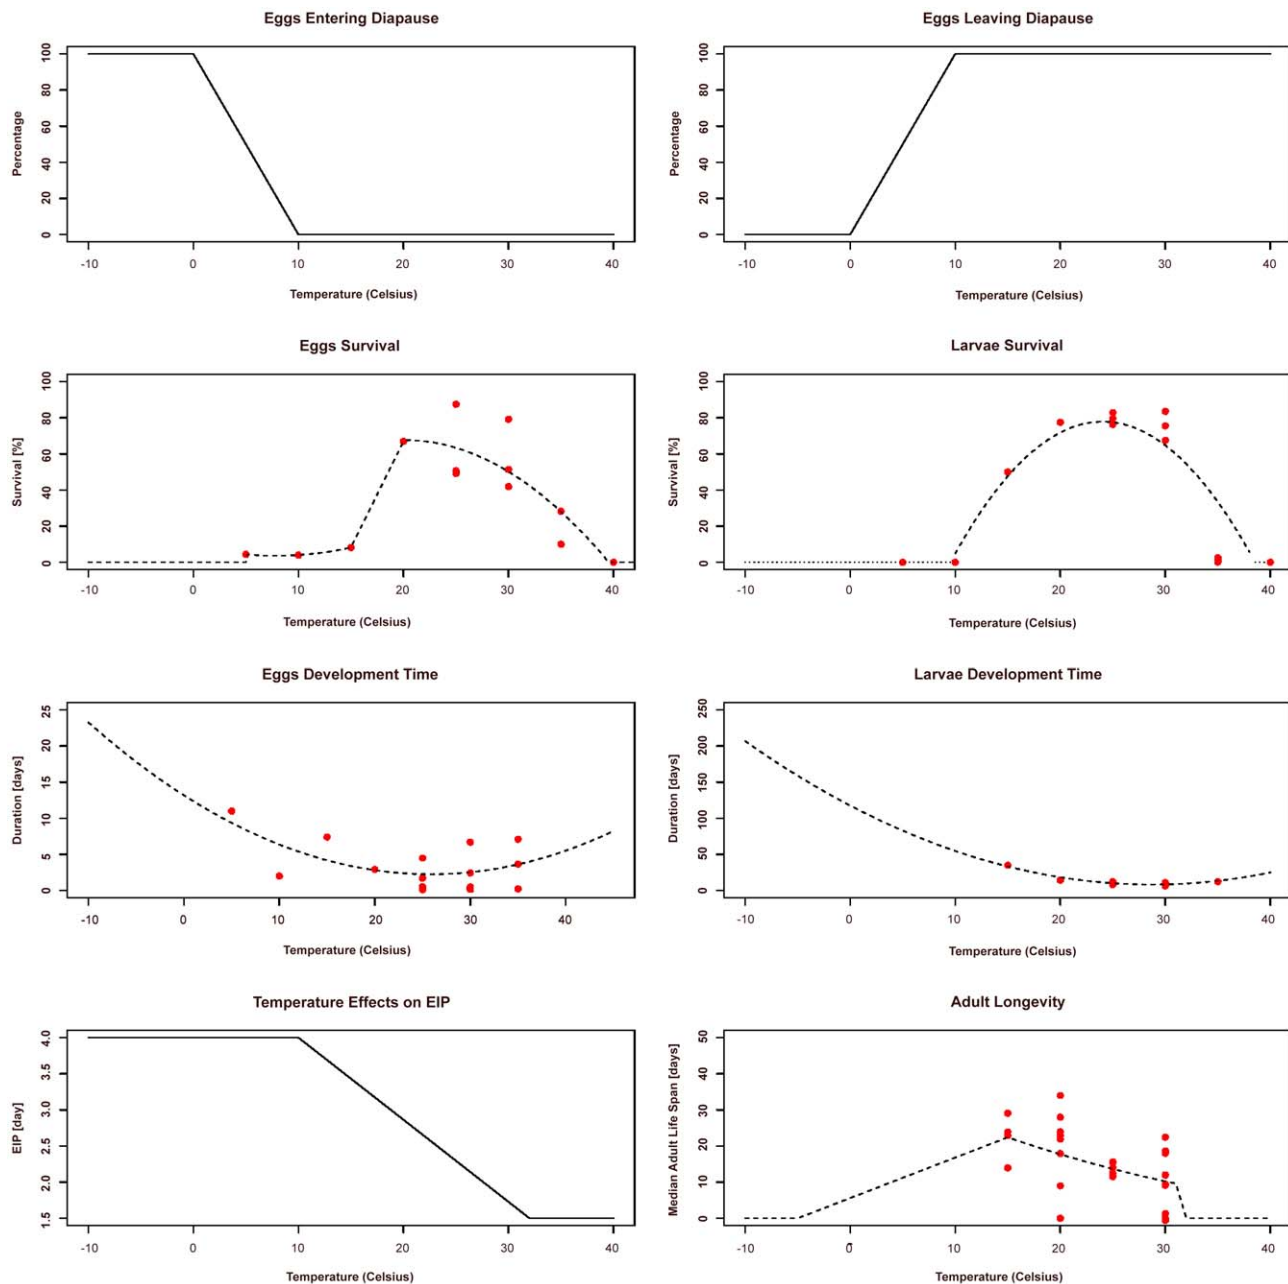 Eggs Entering Diapause
Percentage
100
80
60
40
20
0
-10 0 10 20 30 40
Temperature (Celsius)
Eggs Leaving Diapause
Percentage
100
80
60
40
20
0
-10 0 10 20 30 40
Temperature (Celsius)
Eggs Survival
Survival [%]
100
80
60
40
20
0
-10 0 10 20 30 40
Temperature (Celsius)
Larvae Survival
Survival [%]
100
80
60
40
20
0
-10 0 10 20 30 40
Temperature (Celsius)
Eggs Development Time
Duration [days]
25
20
15
10
5
0
-10 0 10 20 30 40
Temperature (Celsius)
Larvae Development Time
Duration [days]
250
200
150
100
50
0
-10 0 10 20 30 40
Temperature (Celsius)
Temperature Effects on EIP
EIP [day]
4.0
3.5
3.0
2.5
2.0
1.5
-10 0 10 20 30 40
Temperature (Celsius)
Adult Longevity
Median Adult Life Span [days]
50
40
30
20
10
0
-10 0 10 20 30 40
Temperature (Celsius)